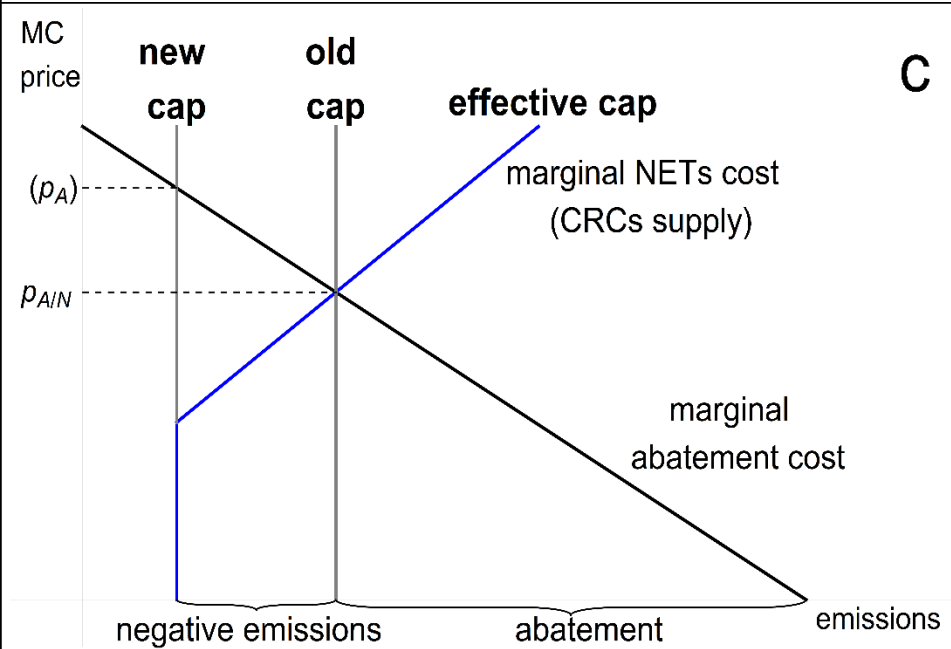 MC
price
new
cap
old
cap
effective cap
C
marginal NETs cost
(CRCs supply)
(pA)
pA/N
marginal
abatement cost
negative emissions
abatement
emissions